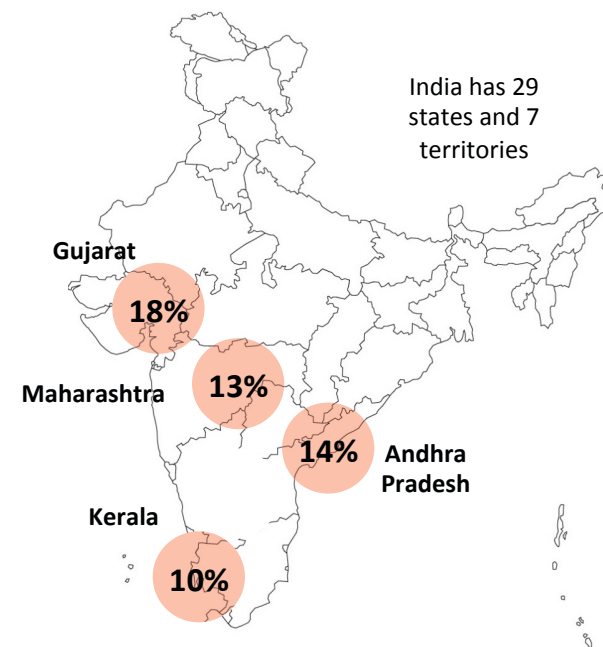 India has 29
states and 7
territories
Gujarat
18%
Maharashtra
13%
14%
Andhra
Pradesh
Kerala
10%